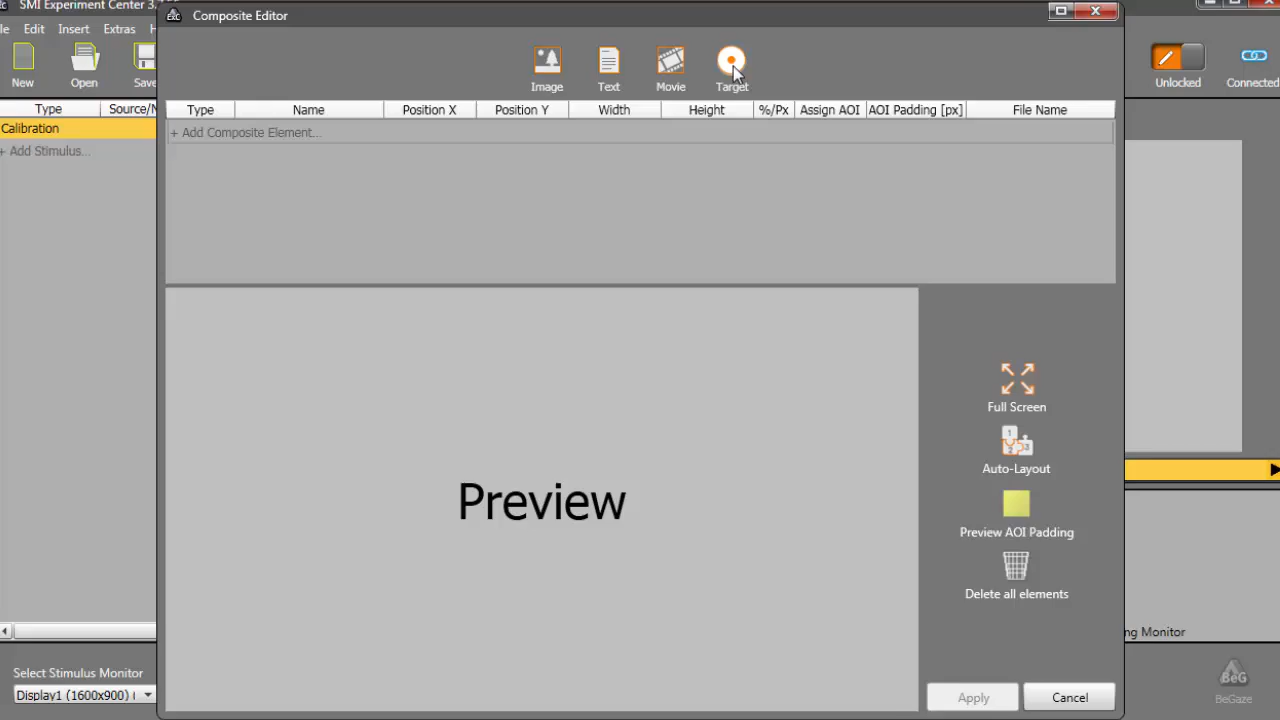 SMI Experiment Center 3.
Composite Editor
Edit Insert Extras
New Open Save
Image Text Movie Target
Unlocked Connected
Type Source/
Type Name Position X Position Y Width Height %/Px Assign AOI AOI Padding [px] File Name
Calibration
+ Add Composite Element...
+ Add Stimulus...
Preview
Full Screen
Auto-Layout
Preview AOI Padding
Delete all elements
Monitor
Select Stimulus Monitor
Display1 (1600x900)
Apply Cancel
BeG
BeGaze